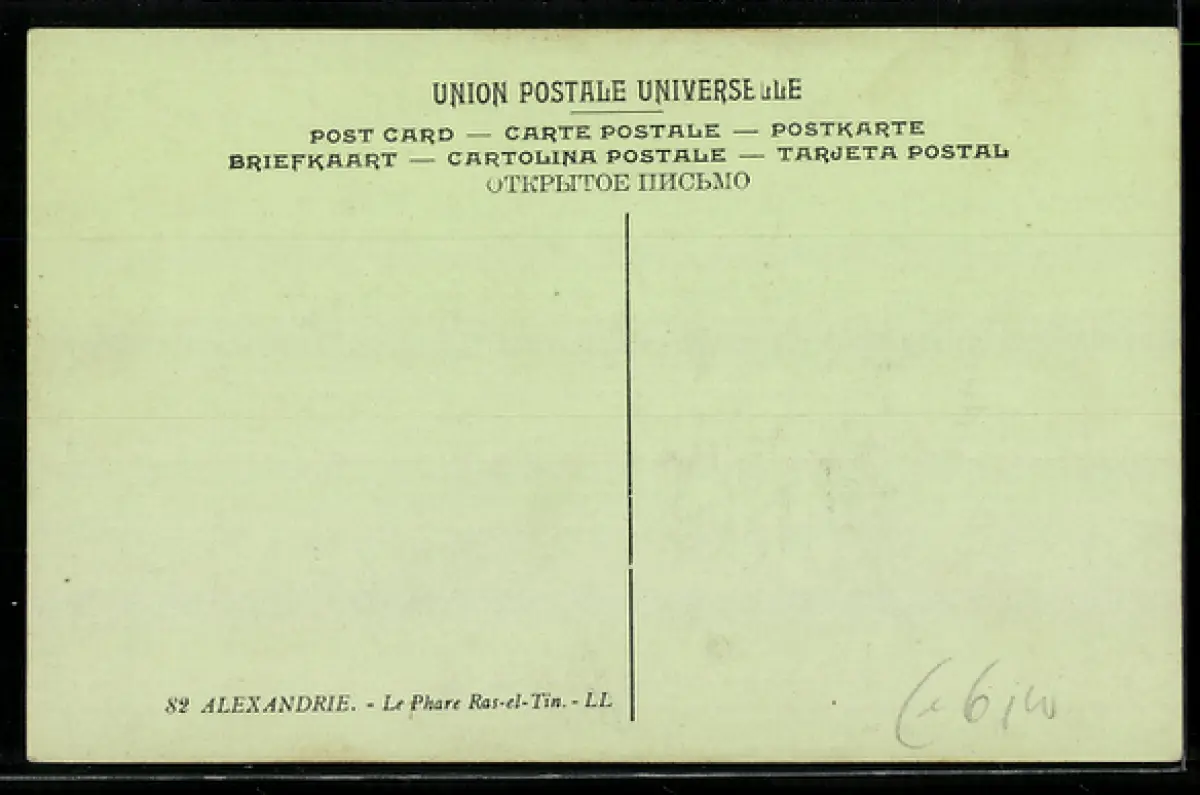 UNION POSTALE UNIVERSELLE
POST CARD — CARTE POSTALE — POSTKARTE
BRIEFKAART — CARTOLINA POSTALE — TARJETA POSTAL
ОТКРЫТОЕ ПИСЬМО
82 ALEXANDRIE. - Le Phare Ras-el-Tin. - LL